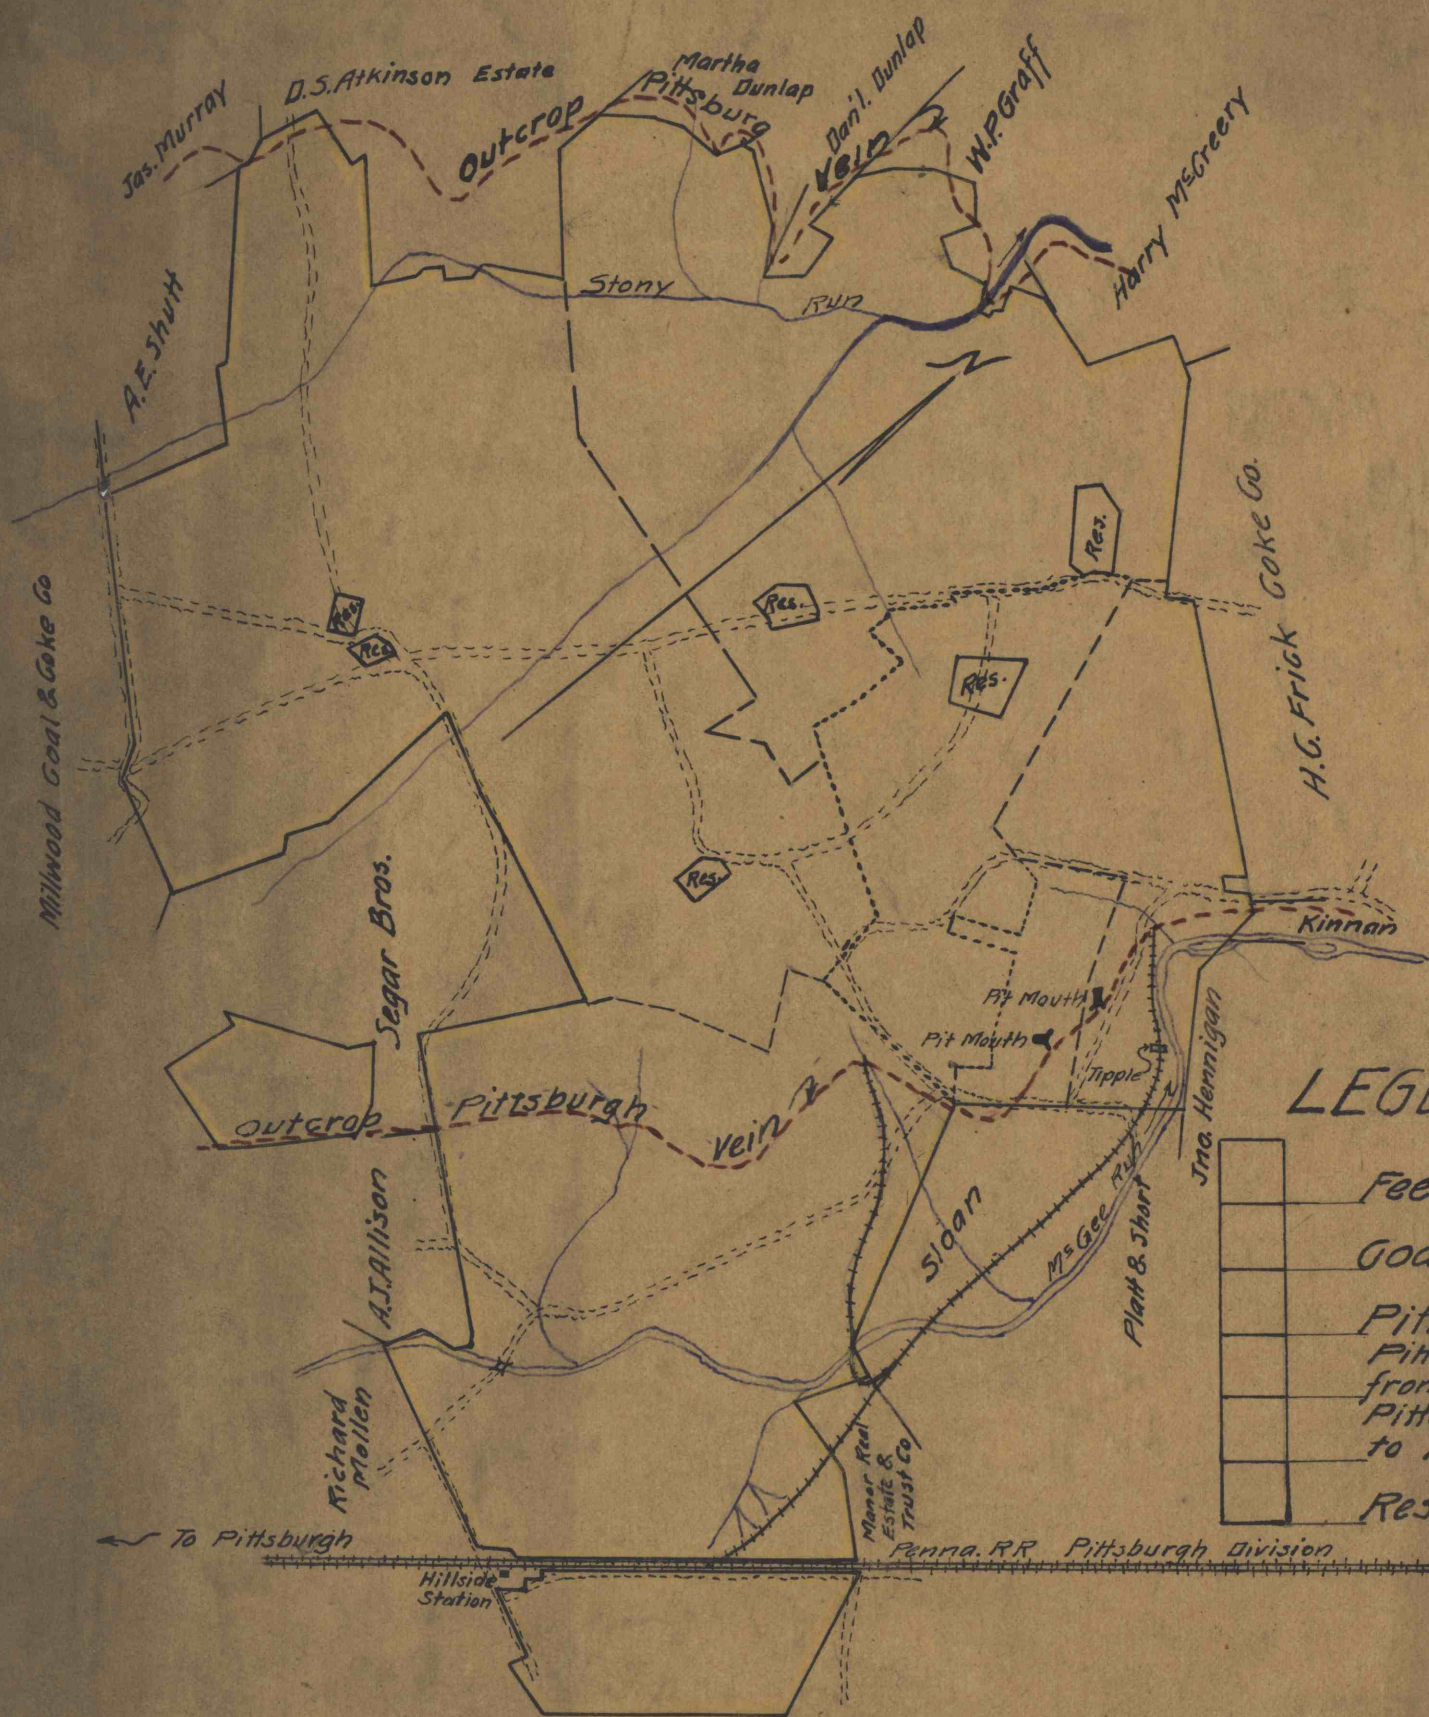 Jas. Murray
D.S. Atkinson Estate
Martha
Dunlap
Dan'l. Dunlap
W.P. Graff
Harry McCreery
Outcrop
Pittsburg
Vein
A.E. Shutt
Stony Run
Millwood Coal & Coke Co
H.C. Frick Coke Co.
Res.
Res.
Res.
Res.
Res.
Res.
Segar Bros.
Kinnan
Pit Mouth
Pit Mouth
Tipple
Jno. Hennigan
Outcrop Pittsburgh Vein
A.J. Allison
Sloan
McGee Run
Platt & Short
Richard
Mollen
Manor Real
Estate &
Trust Co
To Pittsburgh
Penna. RR Pittsburgh Division
Hillside
Station
LEG
Fee
Coa
Pit
from
Pitt
to
Res